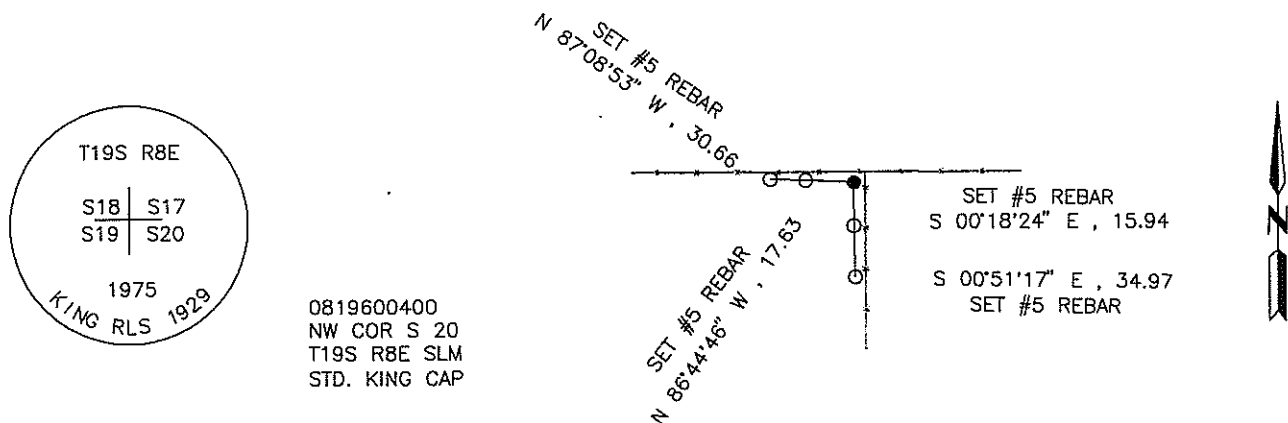 T19S R8E
S18 S17
S19 S20
1975
KING RLS 1929
0819600400
NW COR S 20
T19S R8E SLM
STD. KING CAP
SET #5 REBAR
N 87°08'53" W , 30.66
SET #5 REBAR
N 86°44'46" W , 17.63
SET #5 REBAR
S 00°18'24" E , 15.94
S 00°51'17" E , 34.97
SET #5 REBAR
N